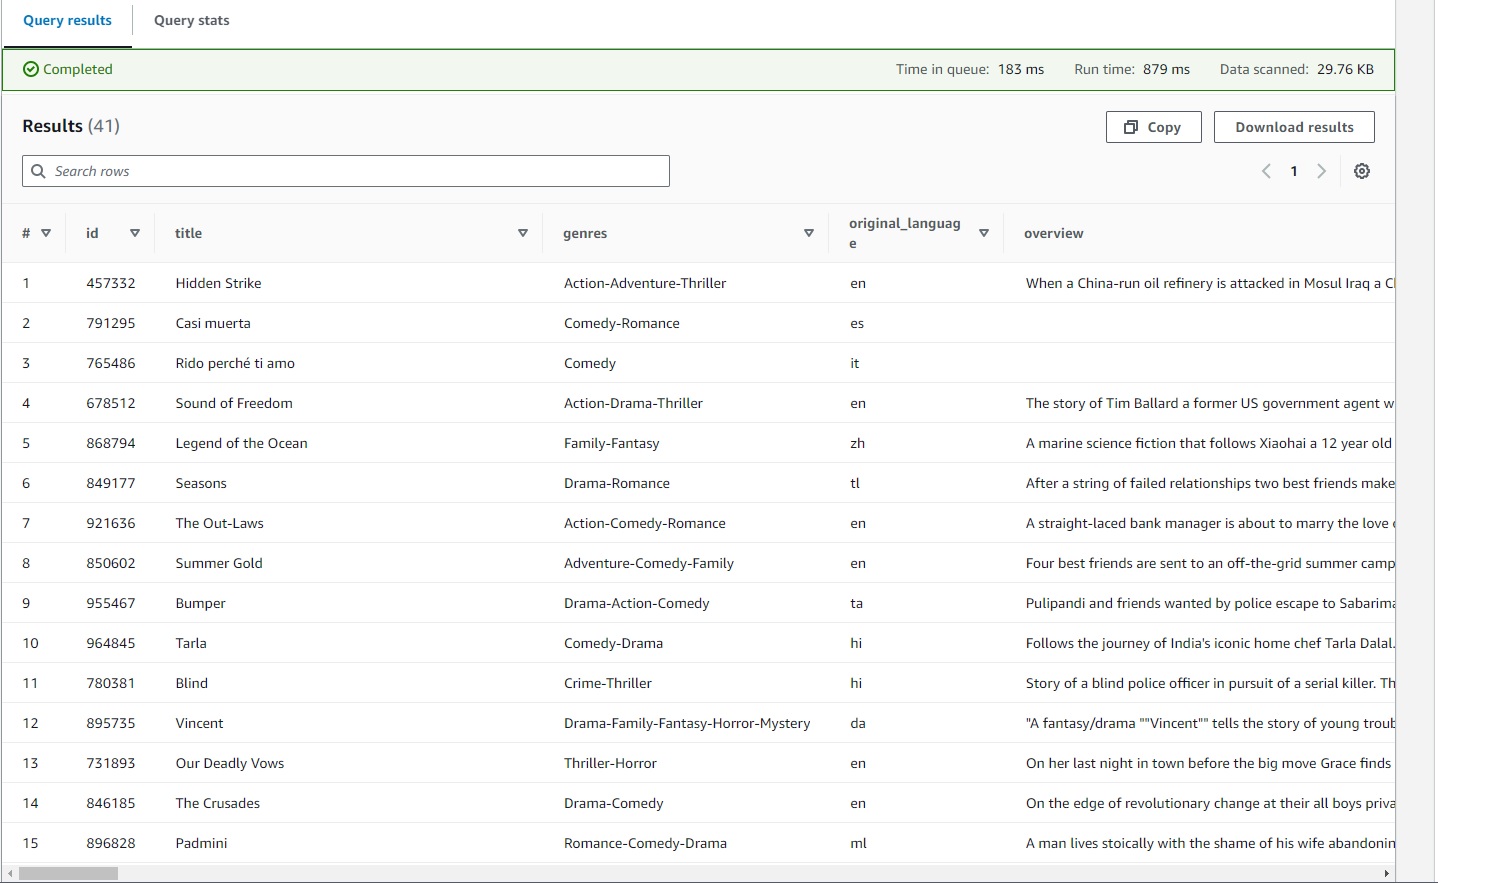 Query results Query stats
Completed Time in queue: 183 ms Run time: 879 ms Data scanned: 29.76 KB
Results (41) Copy Download results
Search rows 1
# id title genres original_languag
e overview
1 457332 Hidden Strike Action-Adventure-Thriller en When a China-run oil refinery is attacked in Mosul Iraq a
2 791295 Casi muerta Comedy-Romance es
3 765486 Rido perché ti amo Comedy it
4 678512 Sound of Freedom Action-Drama-Thriller en The story of Tim Ballard a former US government agent w
5 868794 Legend of the Ocean Family-Fantasy zh A marine science fiction that follows Xiaohai a 12 year old
6 849177 Seasons Drama-Romance tl After a string of failed relationships two best friends make
7 921636 The Out-Laws Action-Comedy-Romance en A straight-laced bank manager is about to marry the love
8 850602 Summer Gold Adventure-Comedy-Family en Four best friends are sent to an off-the-grid summer camp
9 955467 Bumper Drama-Action-Comedy ta Pulipandi and friends wanted by police escape to Sabarima
10 964845 Tarla Comedy-Drama hi Follows the journey of India's iconic home chef Tarla Dalal.
11 780381 Blind Crime-Thriller hi Story of a blind police officer in pursuit of a serial killer. Th
12 895735 Vincent Drama-Family-Fantasy-Horror-Mystery da "A fantasy/drama ""Vincent"" tells the story of young troub
13 731893 Our Deadly Vows Thriller-Horror en On her last night in town before the big move Grace finds
14 846185 The Crusades Drama-Comedy en On the edge of revolutionary change at their all boys priva
15 896828 Padmini Romance-Comedy-Drama ml A man lives stoically with the shame of his wife abandonin